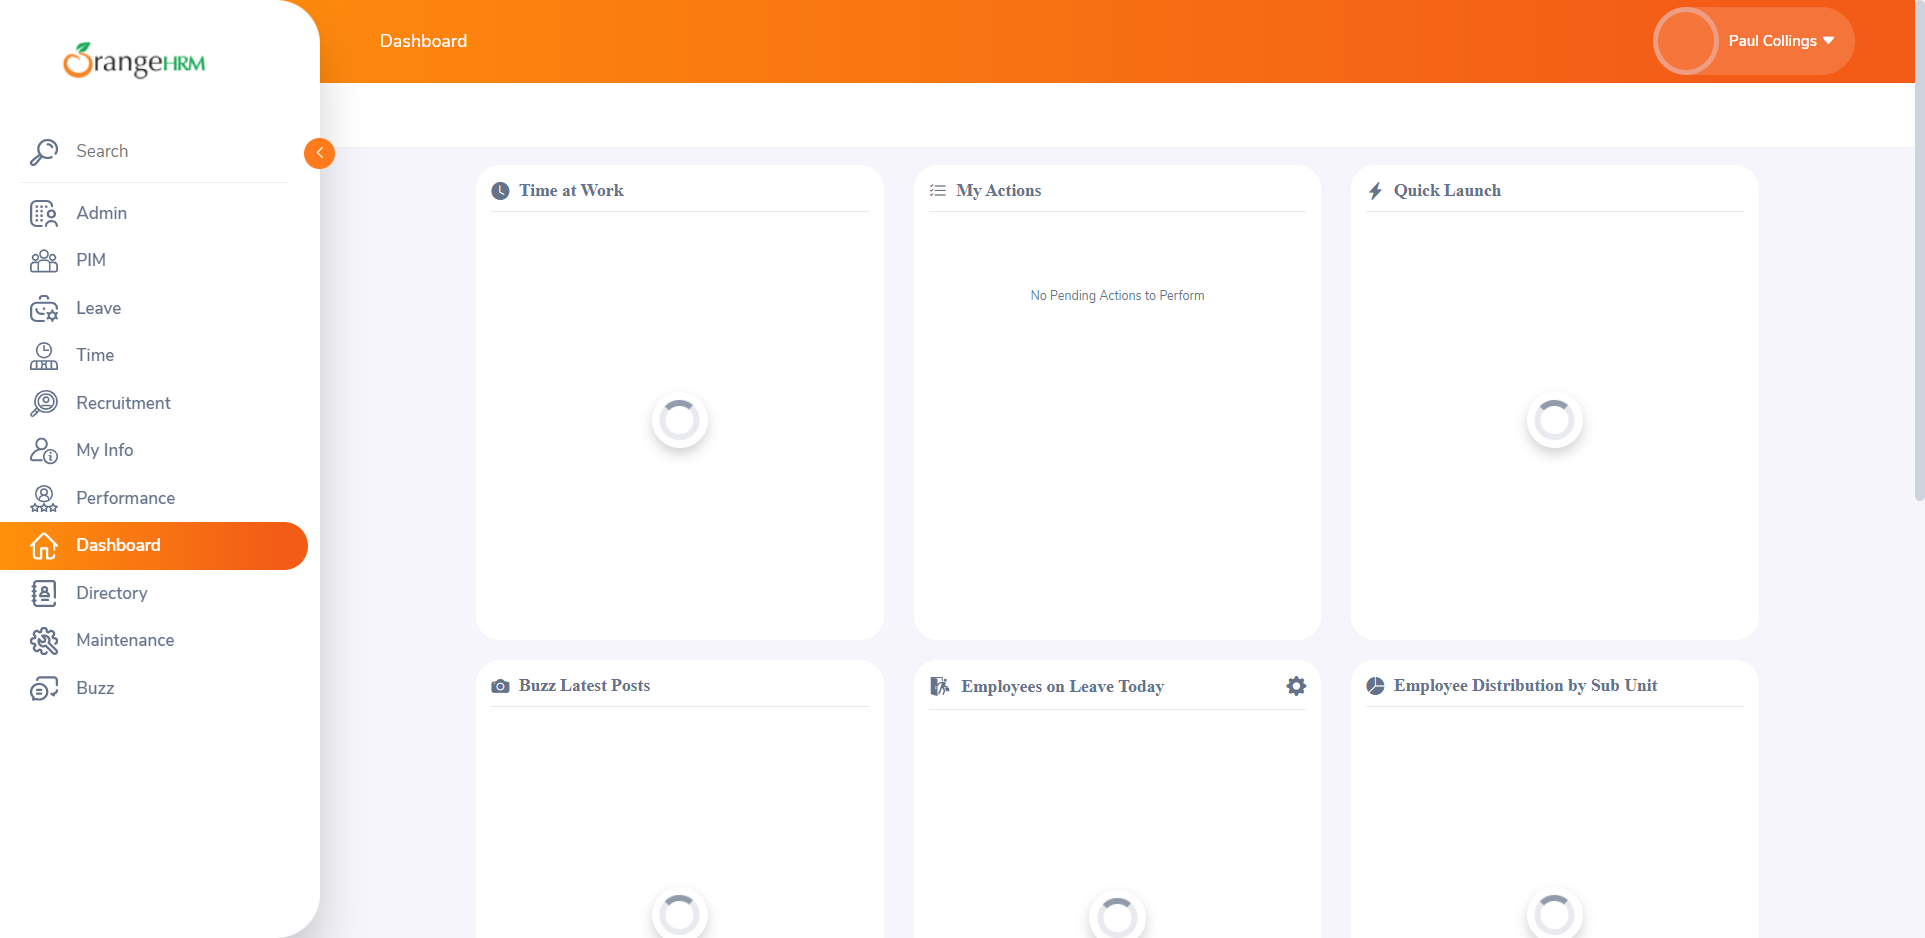 OrangeHRM
Dashboard
Paul Collings
Search
Admin
PIM
Leave
Time
Recruitment
My Info
Performance
Dashboard
Directory
Maintenance
Buzz
Time at Work
My Actions
No Pending Actions to Perform
Quick Launch
Buzz Latest Posts
Employees on Leave Today
Employee Distribution by Sub Unit